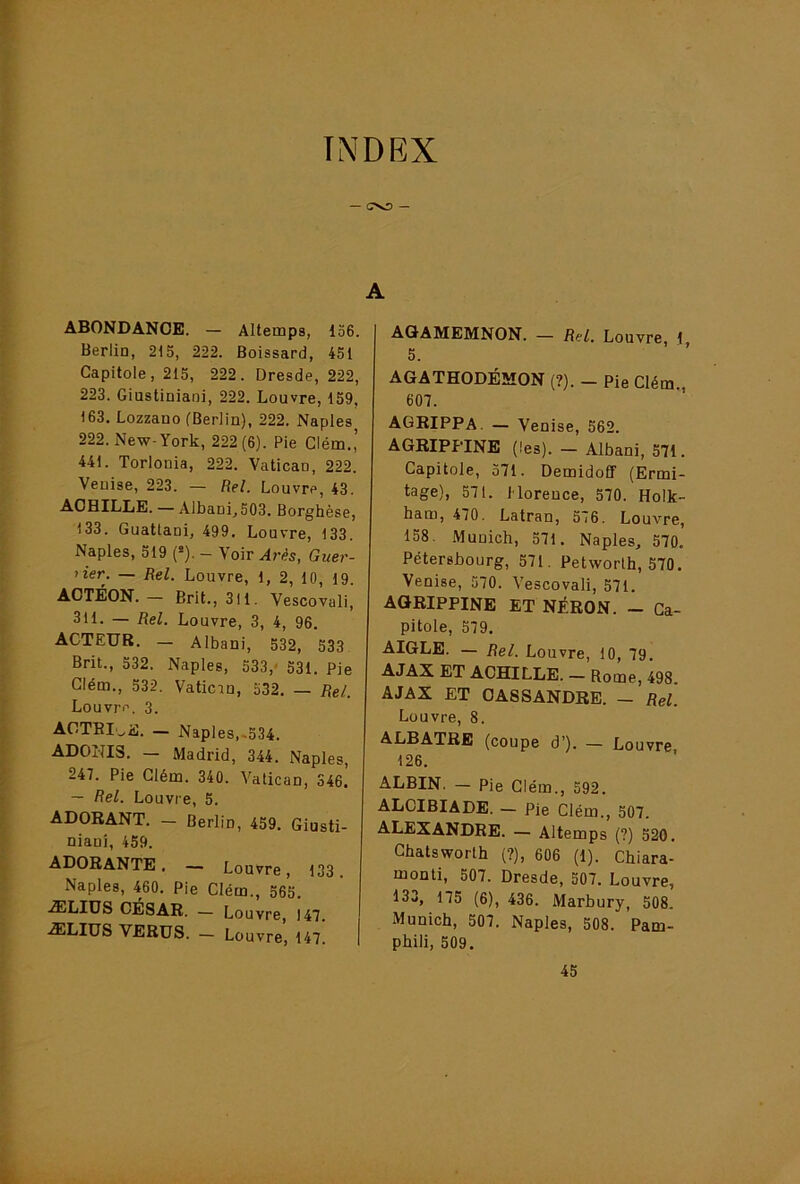 INDEX
A
ABONDANCE. — Altemps, 156.
Berlin, 215, 222. Boissard, 451
Capitole, 215, 222. Dresde, 222,
223. Giustiniani, 222. Louvre, 159,
163. Lozzano (Berlin), 222. Naples,
222. New-York, 222 (6). Pie Clém.,
441. Torlonia, 222. Vatican, 222.
Venise, 223. — Rel. Louvre, 43.
ACHILLE. — Albani, 503. Borghèse,
133. Guattani, 499. Louvre, 133.
Naples, 519 (²). — Voir Arès, Guer-
rier. — Rel. Louvre, 1, 2, 10, 19.
ACTÉON. — Brit., 311. Vescovali,
311. — Rel. Louvre, 3, 4, 96.
ACTEUR. — Albani, 532, 533
Brit., 532. Naples, 533, 531. Pie
Clém., 532. Vatican, 532. — Rel.
Louvre. 3.
ACTRICE. — Naples, 534.
ADONIS. — Madrid, 344. Naples,
247. Pie Clém. 340. Vatican, 346.
— Rel. Louvre, 5.
ADORANT. — Berlin, 459. Giusti-
niani, 459.
ADORANTE. — Louvre, 133.
Naples, 460. Pie Clém., 565.
ÆLIUS CÉSAR. — Louvre, 147.
ÆLIUS VERUS. — Louvre, 147.
AGAMEMNON. — Rel. Louvre, 1,
5.
AGATHODÉMON (?). — Pie Clém.,
607.
AGRIPPA. — Venise, 562.
AGRIPPINE (les). — Albani, 571.
Capitole, 571. Demidoff (Ermi-
tage), 571. Florence, 570. Holk-
ham, 470. Latran, 576. Louvre,
158. Munich, 571. Naples, 570.
Pétersbourg, 571. Petworth, 570.
Venise, 570. Vescovali, 571.
AGRIPPINE ET NÉRON. — Ca-
pitole, 579.
AIGLE. — Rel. Louvre, 10, 79.
AJAX ET ACHILLE. — Rome, 498.
AJAX ET CASSANDRE. — Rel.
Louvre, 8.
ALBATRE (coupe d'). — Louvre,
126.
ALBIN. — Pie Clém., 592.
ALCIBIADE. — Pie Clém., 507.
ALEXANDRE. — Altemps (?) 520.
Chatsworth (?), 606 (1). Chiara-
monti, 507. Dresde, 507. Louvre,
133, 175 (6), 436. Marbury, 508.
Munich, 507. Naples, 508. Pam-
phili, 509.
45